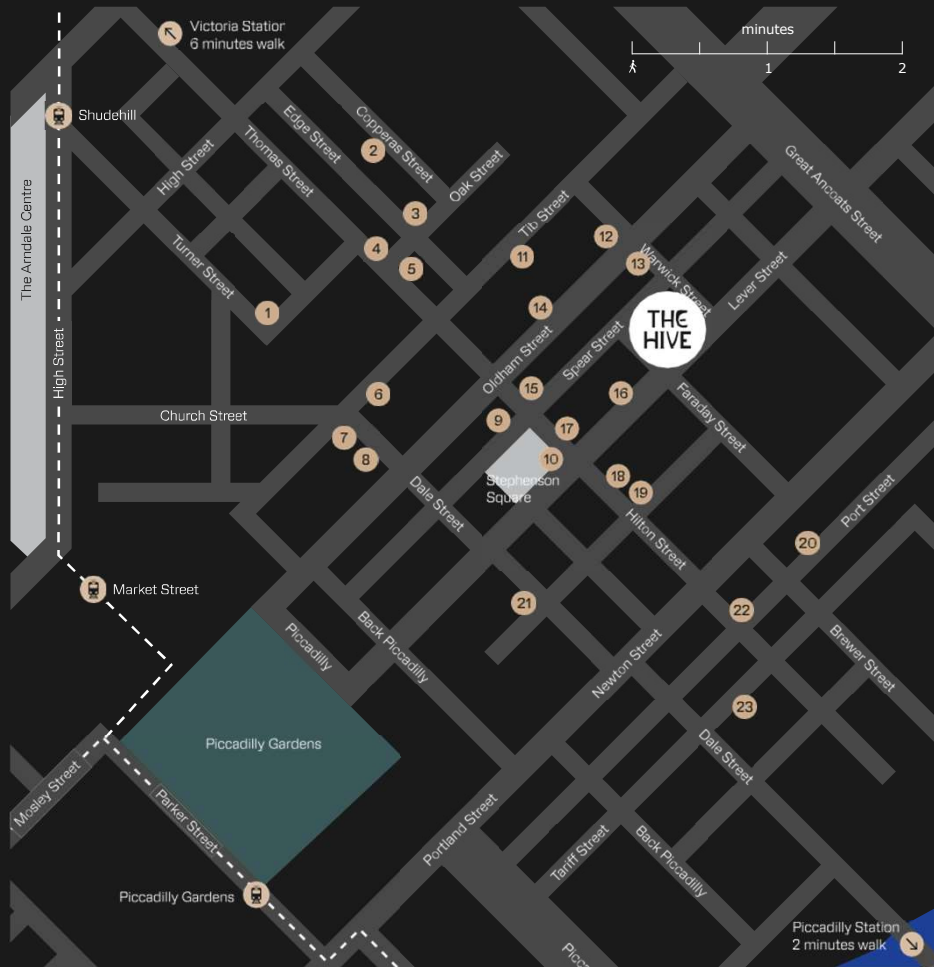 Victoria Station
6 minutes walk
minutes
1
2
Shudehill
The Arndale Centre
High Street
High Street
Edge Street
Thomas Street
Copperas Street
Oak Street
Tib Street
Great Ancoats Street
Warwick Street
Lever Street
Turner Street
2
3
4
5
11
12
13
14
1
THE
HIVE
Oldham Street
Spear Street
Church Street
6
7
8
9
10
15
16
17
18
19
Faraday Street
Stephenson
Square
Dale Street
Hilton Street
Port Street
20
Market Street
21
22
Piccadilly
Back Piccadilly
Newton Street
Brewer Street
23
Piccadilly Gardens
Dale Street
Mosley Street
Parker Street
Portland Street
Tariff Street
Back Piccadilly
Piccadilly Gardens
Piccadilly Station
2 minutes walk